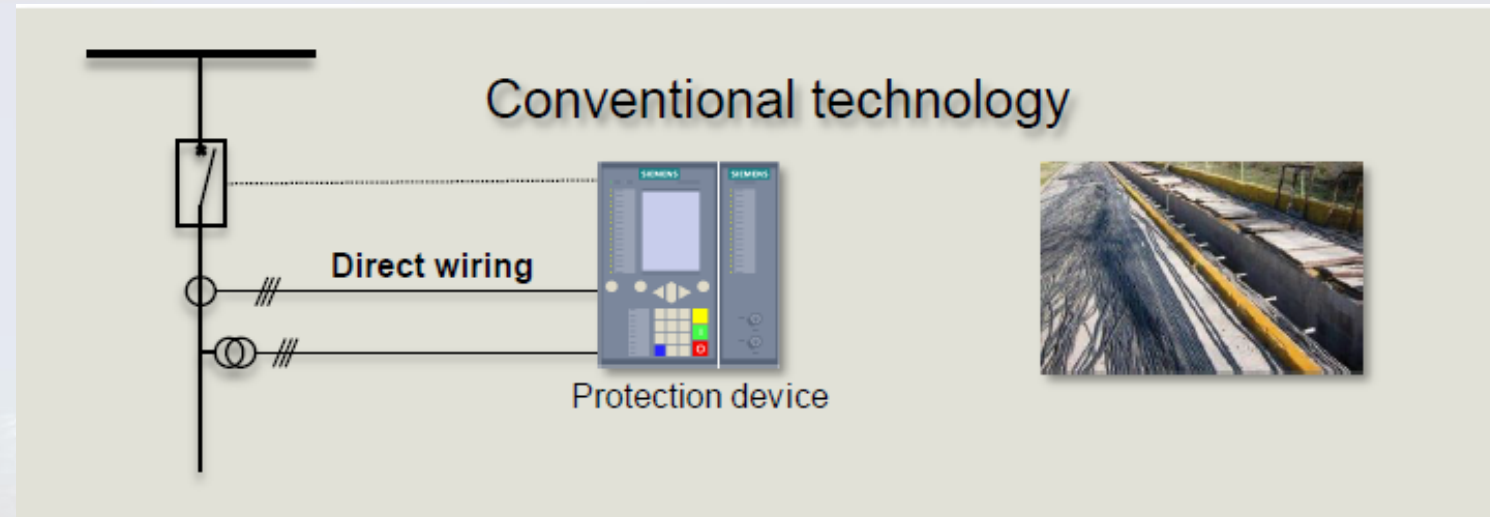 Conventional technology
SIEMENS
SIEMENS
Direct wiring
Protection device